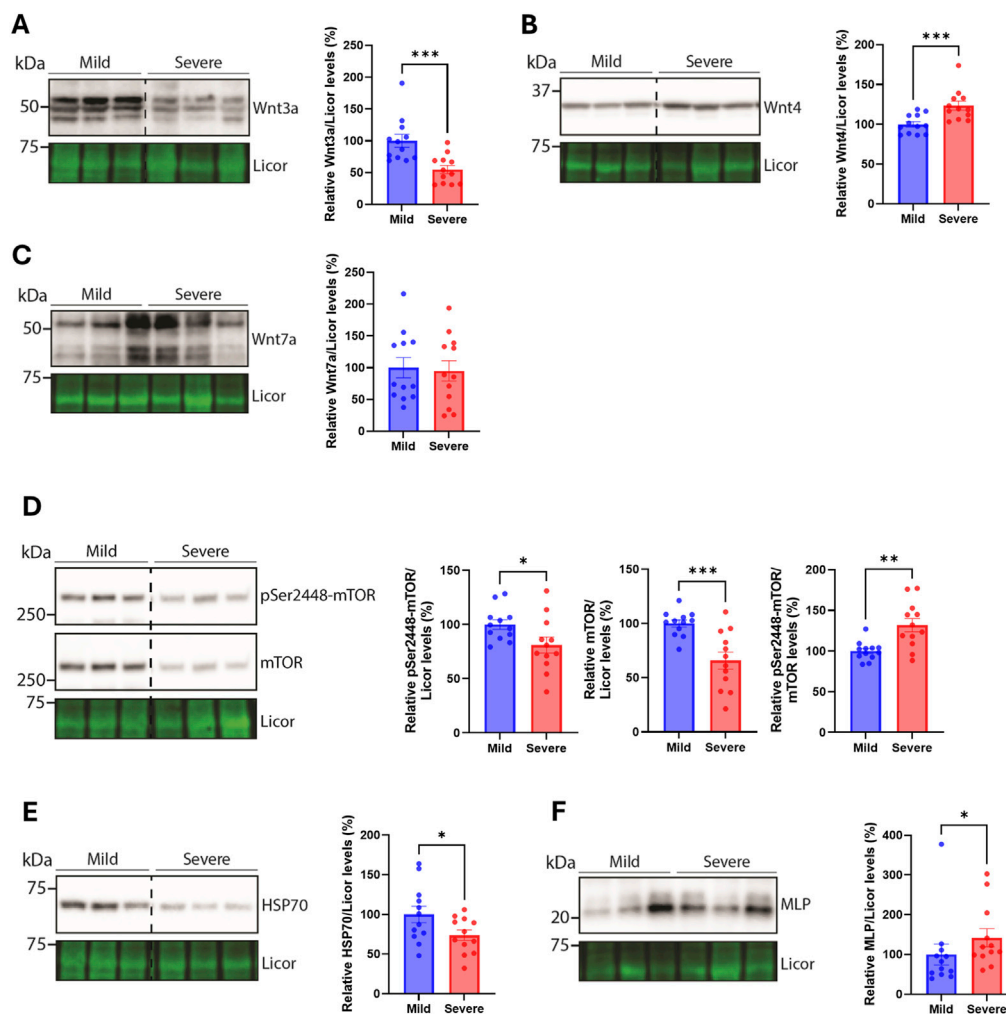 A
kDa
Mild
Severe
50
Wnt3a
75
Licor
Relative Wnt3a/Licor levels (%)
250
200
150
100
50
0
***
Mild
Severe
B
kDa
Mild
Severe
37
Wnt4
75
Licor
Relative Wnt4/Licor levels (%)
200
150
100
50
0
***
Mild
Severe
C
kDa
Mild
Severe
50
Wnt7a
75
Licor
Relative Wnt7a/Licor levels (%)
250
200
150
100
50
0
Mild
Severe
D
kDa
Mild
Severe
250
pSer2448-mTOR
250
mTOR
75
Licor
Relative pSer2448-mTOR/
Licor levels (%)
150
100
50
0
*
Mild
Severe
Relative mTOR/
Licor levels (%)
150
100
50
0
***
Mild
Severe
Relative pSer2448-mTOR/
mTOR levels (%)
200
150
100
50
0
**
Mild
Severe
E
kDa
Mild
Severe
75
HSP70
75
Licor
Relative HSP70/Licor levels (%)
200
150
100
50
0
*
Mild
Severe
F
kDa
Mild
Severe
20
MLP
75
Licor
Relative MLP/Licor levels (%)
400
300
200
100
0
*
Mild
Severe